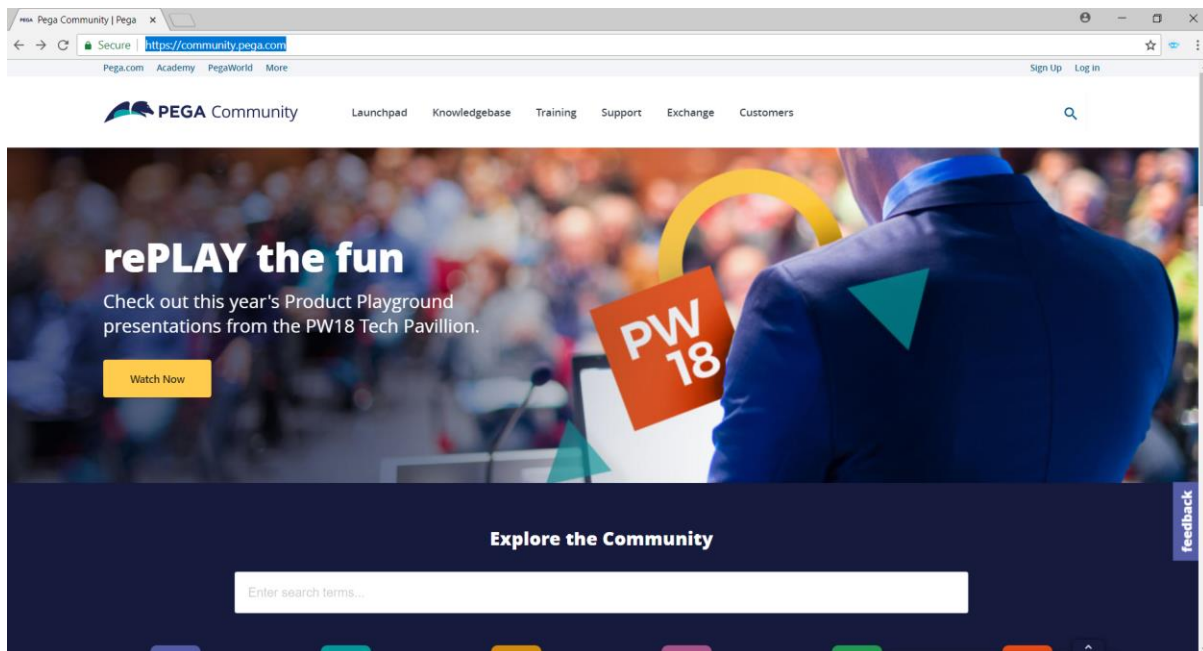 PEGA Pega Community | Pega
Secure | https://community.pega.com
Pega.com Academy PegaWorld More Sign Up Log in
PEGA Community Launchpad Knowledgebase Training Support Exchange Customers
rePLAY the fun
Check out this year's Product Playground
presentations from the PW18 Tech Pavillion.
PW
18
Watch Now
feedback
Explore the Community
Enter search terms...